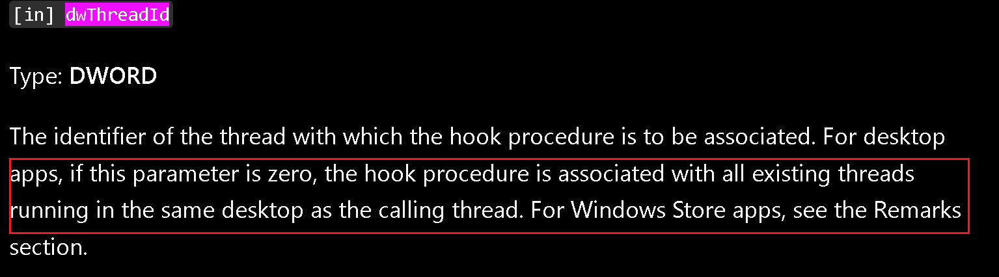 [in] dwThreadId
Type: DWORD
The identifier of the thread with which the hook procedure is to be associated. For desktop
apps, if this parameter is zero, the hook procedure is associated with all existing threads
running in the same desktop as the calling thread. For Windows Store apps, see the Remarks
section.